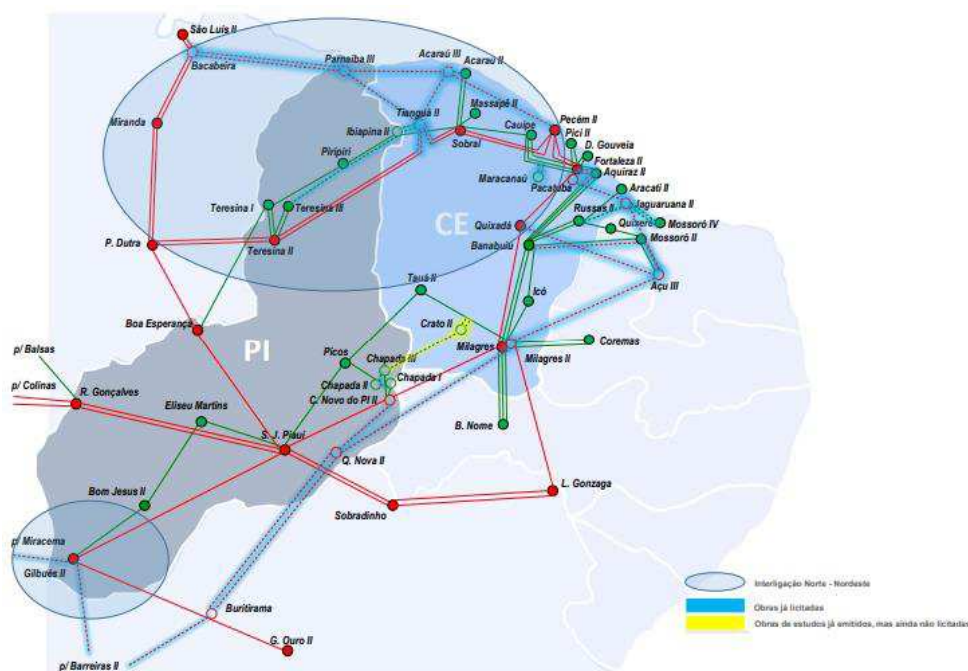 São Luis II
Bacabeira
Parnaíba III
Acaraú III
Acaraú II
Miranda
Tianguá II
Massapê II
Ibiapina II
Sobral
Cauípe
Pecém II
Pici II
D. Gouveia
Fortaleza II
Aquiraz II
Piripiri
Maracanaú
Pacatuba
Aracati II
Jaguaruana II
Teresina I
Teresina III
CE
Russas II
Quixeré
Mossoró IV
P. Dutra
Teresina II
Quixadá
Banabuiu
Mossoró II
Açu III
Tauá II
Icó
Boa Esperança
PI
Crato II
Milagres
Milagres II
Coremas
p/ Balsas
Picos
Chapada III
Chapada II
Chapada I
p/ Colinas
R. Gonçalves
C. Novo do PI II
Eliseu Martins
B. Nome
S. J. Piauí
Q. Nova II
L. Gonzaga
Bom Jesus II
Sobradinho
p/ Miracema
Gilbués II
Interligação Norte - Nordeste
Buritirama
Obras já licitadas
Obras de estudos já emitidos, mas ainda não licitadas
G. Ouro II
p/ Barreiras II